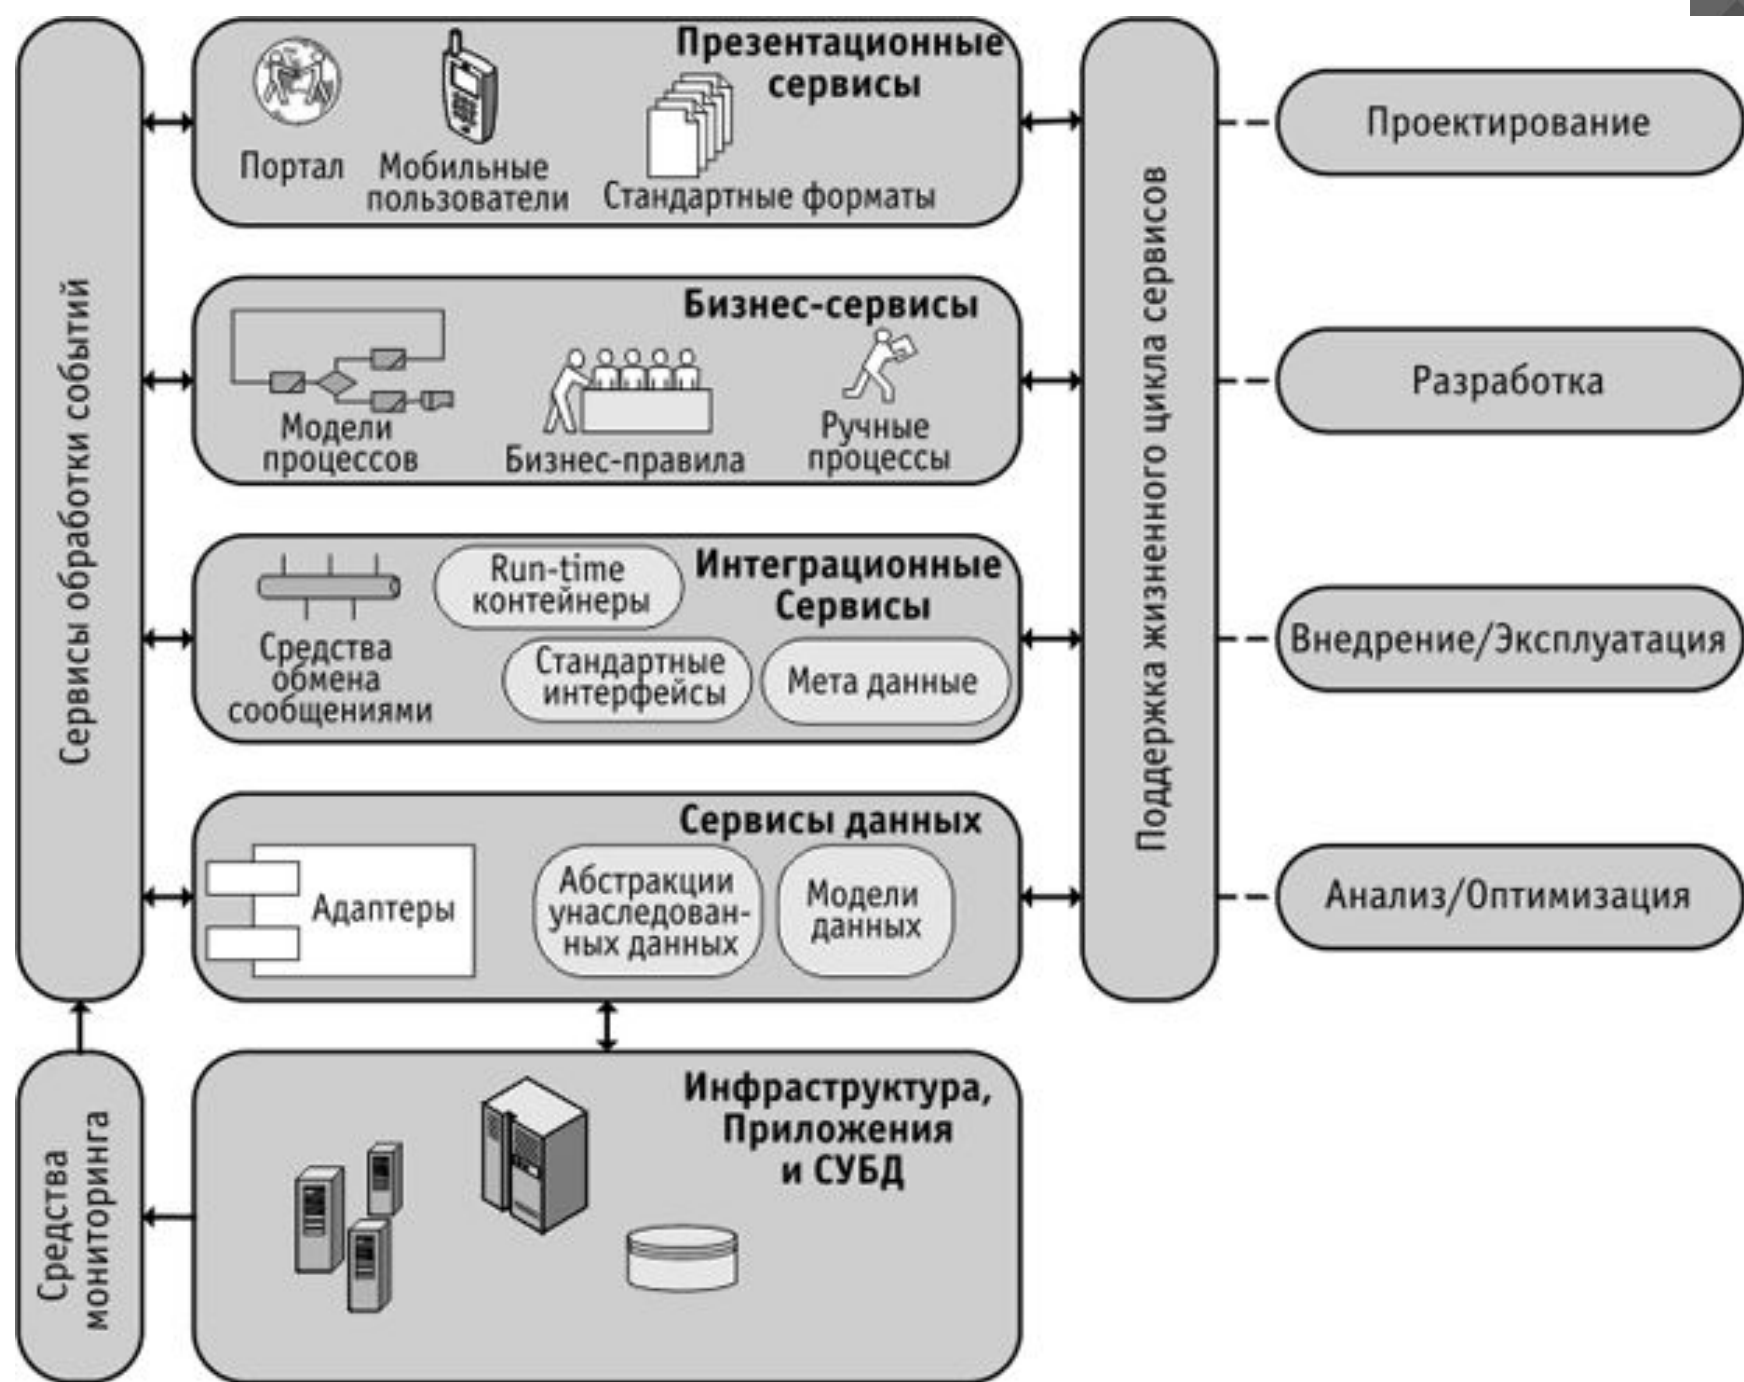 Презентационные
сервисы
Портал
Мобильные
пользователи
Стандартные форматы
Бизнес-сервисы
Модели
процессов
Бизнес-правила
Ручные
процессы
Интеграционные
Сервисы
Run-time
контейнеры
Средства
обмена
сообщениями
Стандартные
интерфейсы
Мета данные
Сервисы данных
Адаптеры
Абстракции
унаследован-
ных данных
Модели
данных
Инфраструктура,
Приложения
и СУБД
Сервисы обработки событий
Средства
мониторинга
Поддержка жизненного цикла сервисов
Проектирование
Разработка
Внедрение/Эксплуатация
Анализ/Оптимизация